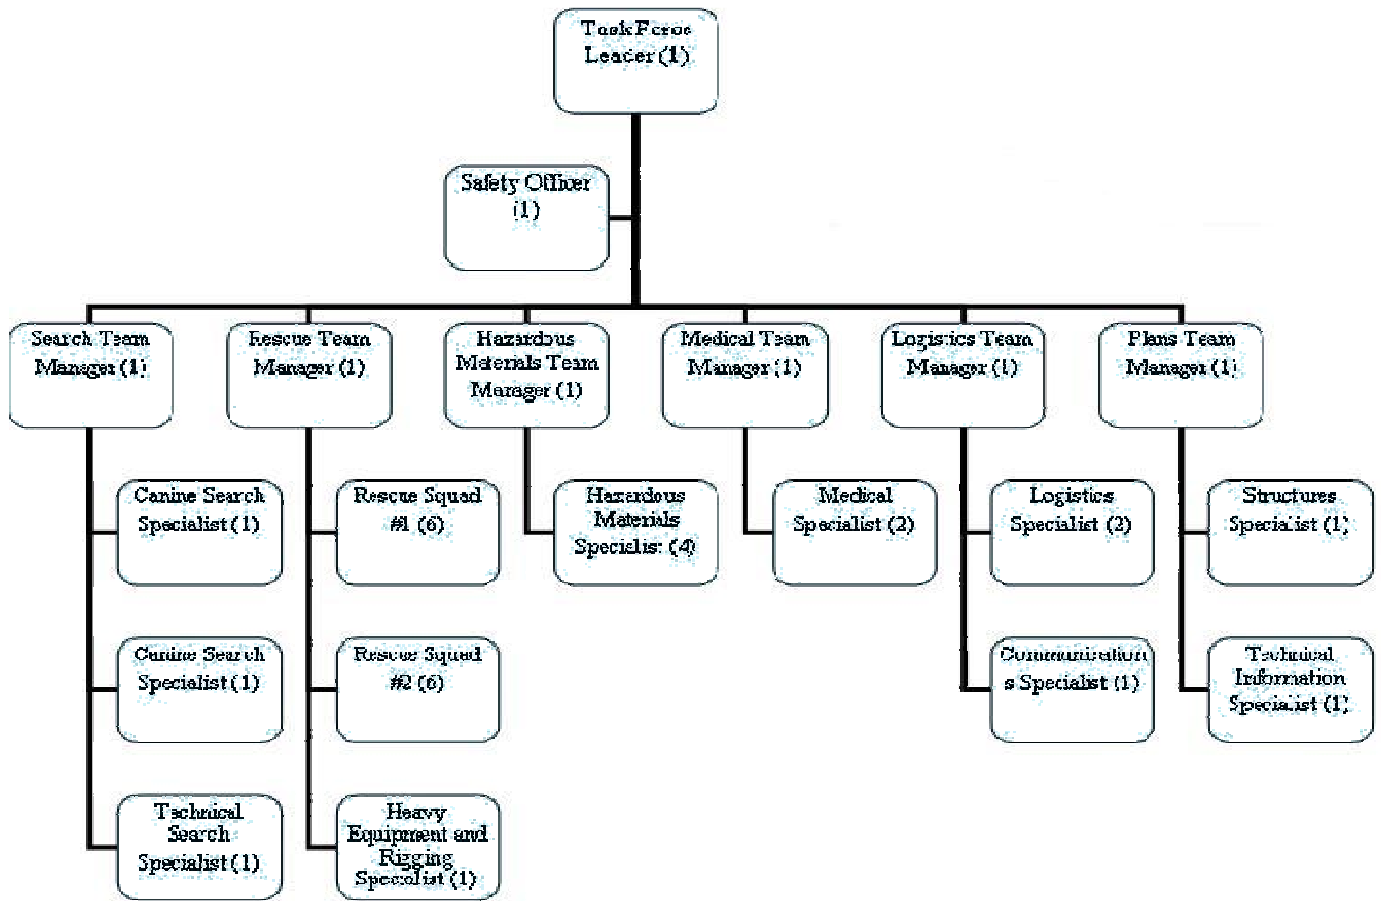 Task Force
Leader (1)
Safety Officer
(1)
Search Team
Manager (1)
Rescue Team
Manager (1)
Hazardous
Materials Team
Manager (1)
Medical Team
Manager (1)
Logistics Team
Manager (1)
Plans Team
Manager (1)
Canine Search
Specialist (1)
Rescue Squad
#1 (6)
Hazardous
Materials
Specialist (4)
Medical
Specialist (2)
Logistics
Specialist (2)
Structures
Specialist (1)
Canine Search
Specialist (1)
Rescue Squad
#2 (6)
Communication
s Specialist (1)
Technical
Information
Specialist (1)
Technical
Search
Specialist (1)
Heavy
Equipment and
Rigging
Specialist (1)